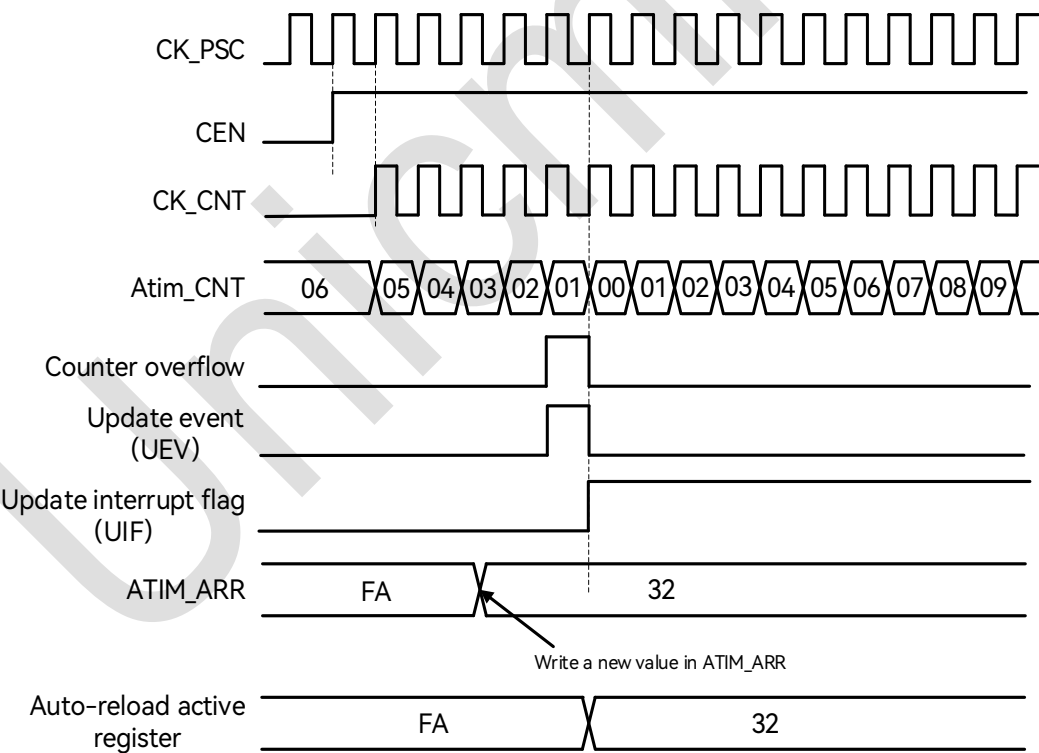 CK_PSC
CEN
CK_CNT
Atim_CNT 06 05 04 03 02 01 00 01 02 03 04 05 06 07 08 09
Counter overflow
Update event
(UEV)
Update interrupt flag
(UIF)
ATIM_ARR FA 32
Write a new value in ATIM_ARR
Auto-reload active
register FA 32